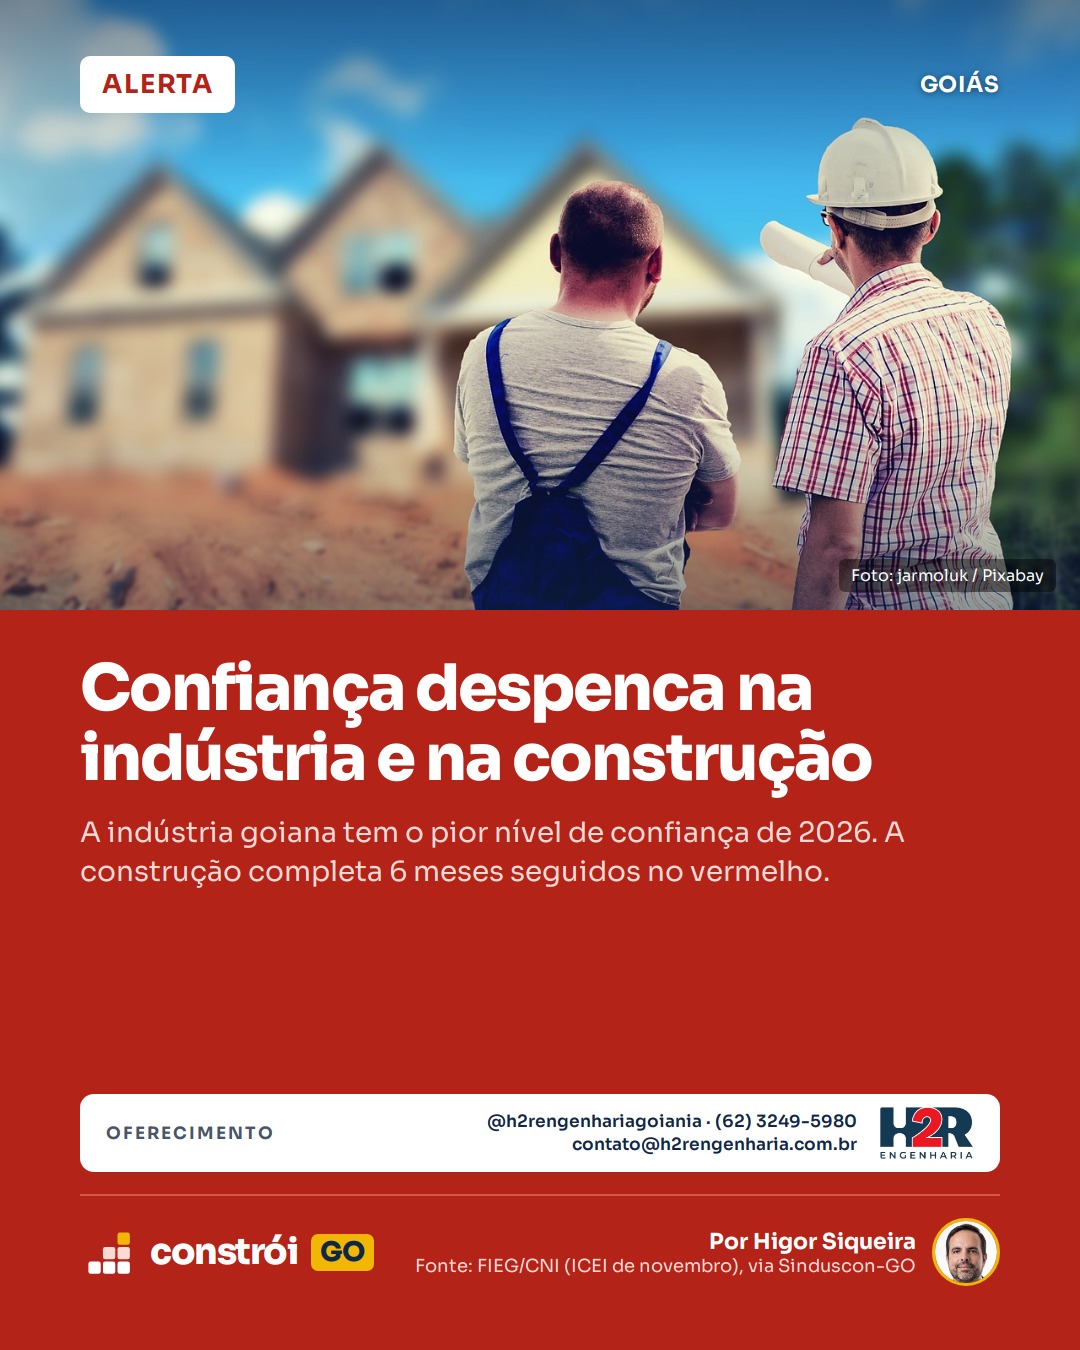 ALERTA
GOIÁS
Foto: jarmoluk / Pixabay
Confiança despenca na
indústria e na construção
A indústria goiana tem o pior nível de confiança de 2026. A
construção completa 6 meses seguidos no vermelho.
OFERECIMENTO
@h2rengenhariagoiania · (62) 3249-5980
contato@h2rengenharia.com.br
H2R
ENGENHARIA
constrói GO
Por Higor Siqueira
Fonte: FIEG/CNI (ICEI de novembro), via Sinduscon-GO